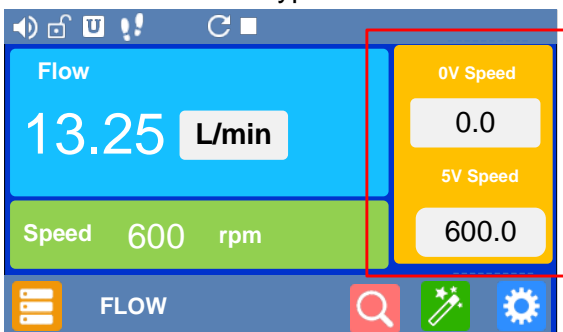 U
Flow
13.25 L/min
Speed 600 rpm
0V Speed
0.0
5V Speed
600.0
FLOW